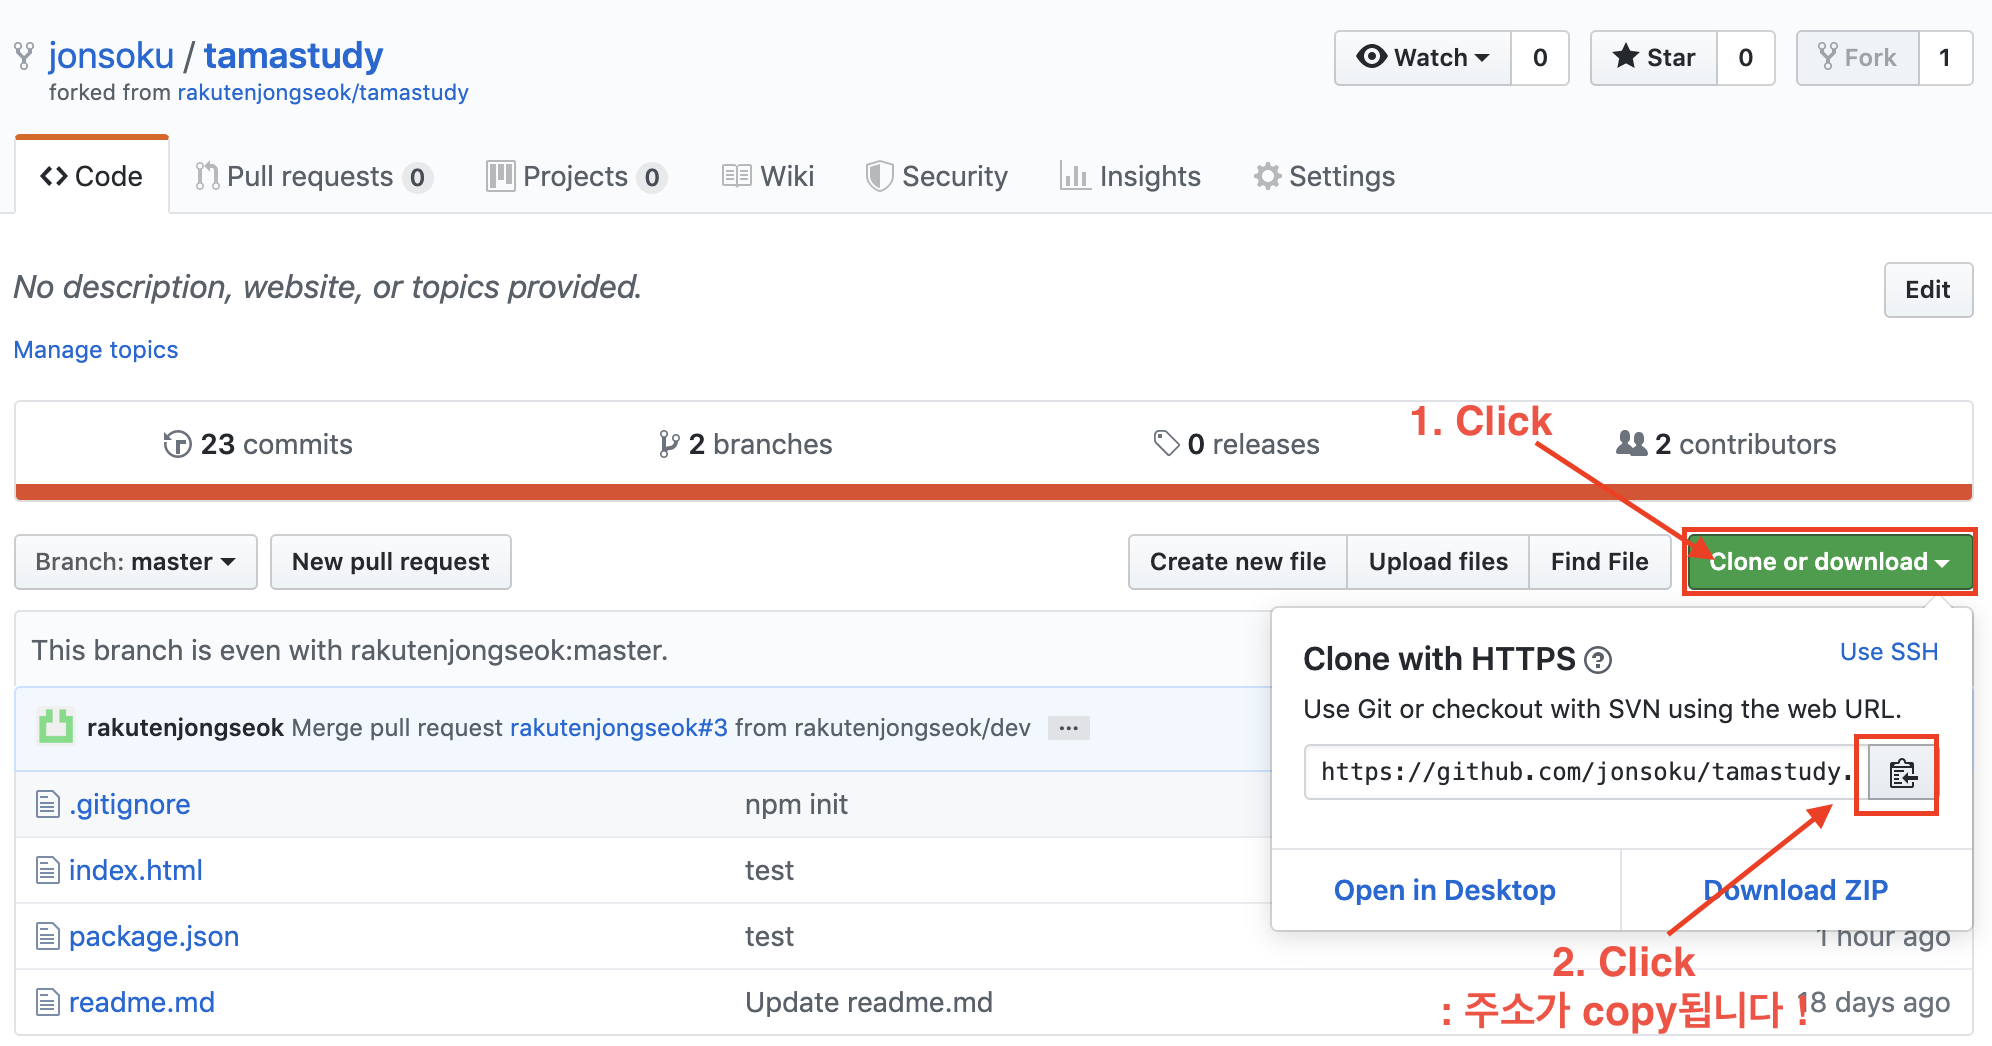 jonsoku / tamastudy
forked from rakutenjongseok/tamastudy
Watch 0 Star 0 Fork 1
Code Pull requests 0 Projects 0 Wiki Security Insights Settings
No description, website, or topics provided.
Edit
Manage topics
1. Click
23 commits 2 branches 0 releases 2 contributors
Branch: master New pull request Create new file Upload files Find File Clone or download
This branch is even with rakutenjongseok:master.
Clone with HTTPS ? Use SSH
Use Git or checkout with SVN using the web URL.
rakutenjongseok Merge pull request rakutenjongseok#3 from rakutenjongseok/dev ...
https://github.com/jonsoku/tamastudy.
.gitignore npm init
index.html test
Open in Desktop Download ZIP
package.json test 1 hour ago
2. Click
: 주소가 copy됩니다 !
readme.md Update readme.md 18 days ago